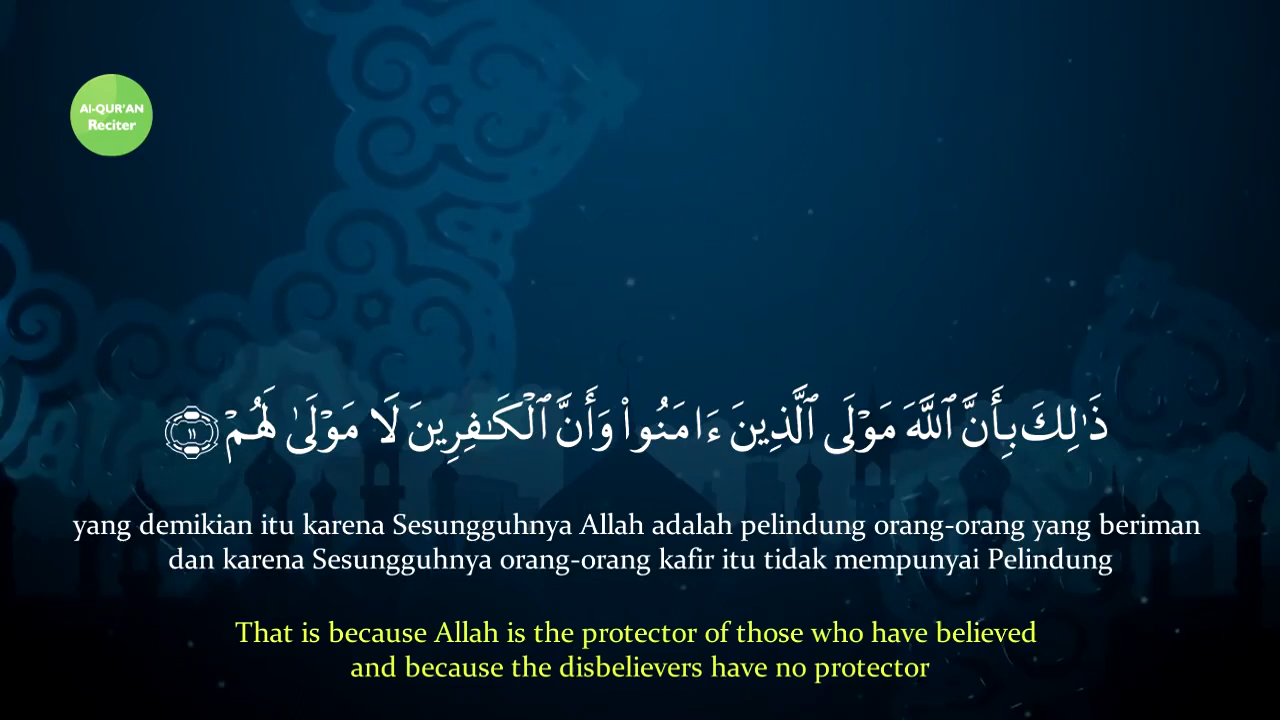 Al-QUR'AN
Reciter
ذَٰلِكَ بِأَنَّ ٱللَّهَ مَوْلَى ٱلَّذِينَ ءَامَنُوا۟ وَأَنَّ ٱلْكَـٰفِرِينَ لَا مَوْلَىٰ لَهُمْ ١١
yang demikian itu karena Sesungguhnya Allah adalah pelindung orang-orang yang beriman
dan karena Sesungguhnya orang-orang kafir itu tidak mempunyai Pelindung
That is because Allah is the protector of those who have believed
and because the disbelievers have no protector